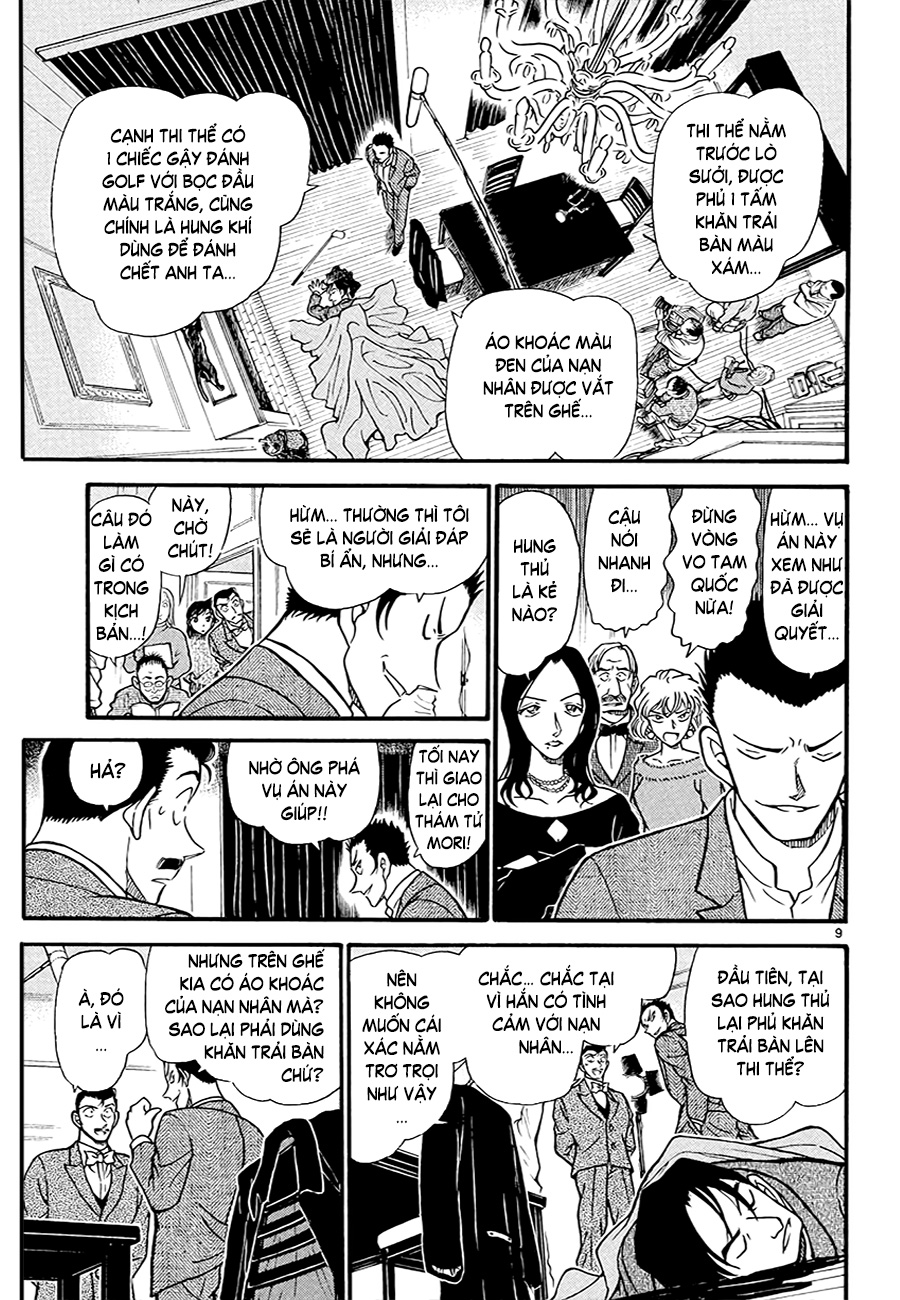 THI THỂ NẰM
TRƯỚC LÒ
SƯỞI, ĐƯỢC
PHỦ 1 TẤM
KHĂN TRẢI
BÀN MÀU
XÁM...
ÁO KHOÁC MÀU
ĐEN CỦA NẠN
NHÂN ĐƯỢC VẮT
TRÊN GHẾ...
CẠNH THI THỂ CÓ
1 CHIẾC GẬY ĐÁNH
GOLF VỚI BỌC ĐẦU
MÀU TRẮNG, CŨNG
CHÍNH LÀ HUNG KHÍ
DÙNG ĐỂ ĐÁNH
CHẾT ANH TA...
HỪM... VỤ
ÁN NÀY
XEM NHƯ
ĐÃ ĐƯỢC
GIẢI
QUYẾT...
ĐỪNG
VÒNG
VO TAM
QUỐC
NỮA!
CẬU
NÓI
NHANH
ĐI...
HUNG
THỦ
LÀ KẺ
NÀO?
HỪM... THƯỜNG THÌ TÔI
SẼ LÀ NGƯỜI GIẢI ĐÁP
BÍ ẨN, NHƯNG...
NÀY,
CHỜ
CHÚT!
CÂU ĐÓ
LÀM
GÌ CÓ
TRONG
KỊCH
BẢN...!
TỐI NAY
THÌ GIAO
LẠI CHO
THÁM TỬ
MORI!
NHỜ ÔNG PHÁ
VỤ ÁN NÀY
GIÚP!!
HẢ?
9
ĐẦU TIÊN, TẠI
SAO HUNG THỦ
LẠI PHỦ KHĂN
TRẢI BÀN LÊN
THI THỂ?
CHẮC... CHẮC TẠI
VÌ HẮN CÓ TÌNH
CẢM VỚI NẠN
NHÂN...
NÊN
KHÔNG
MUỐN CÁI
XÁC NẰM
TRƠ TRỌI
NHƯ VẬY
...
NHƯNG TRÊN GHẾ
KIA CÓ ÁO KHOÁC
CỦA NẠN NHÂN MÀ?
SAO LẠI PHẢI DÙNG
KHĂN TRẢI BÀN
CHỨ?
À, ĐÓ
LÀ VÌ
...